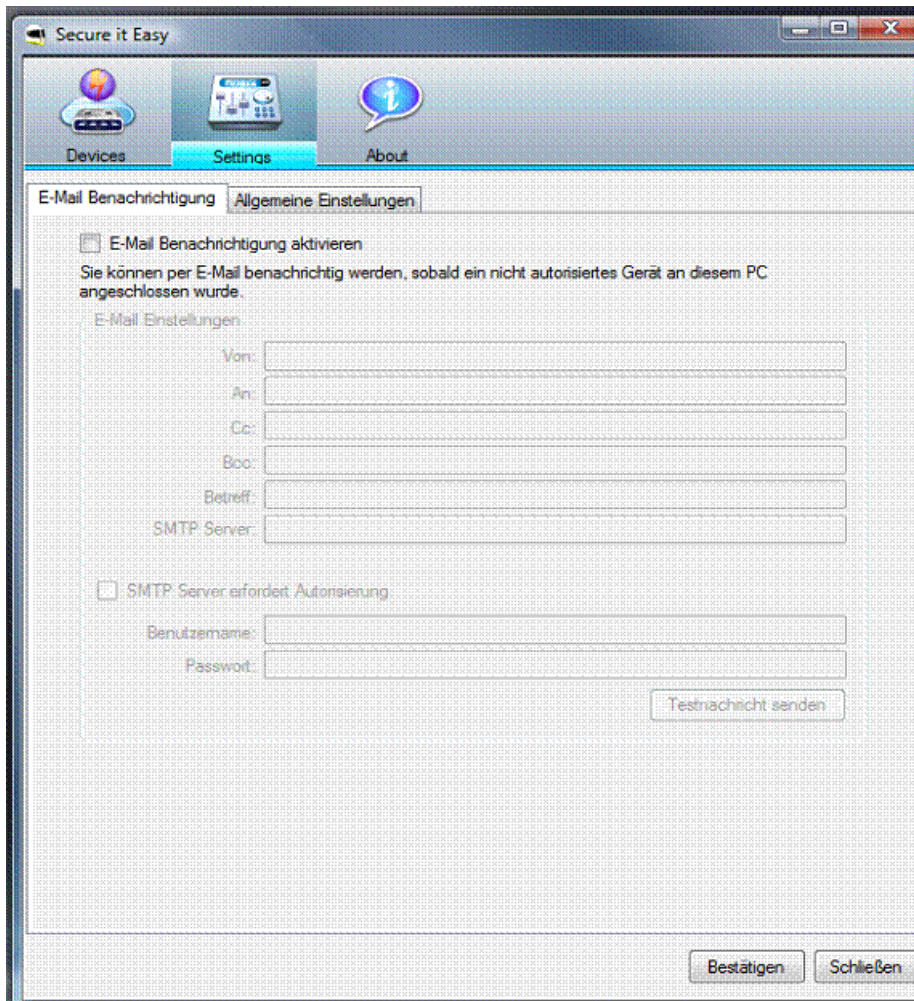 Secure it Easy
Devices
Settings
About
E-Mail Benachrichtigung
Allgemeine Einstellungen
E-Mail Benachrichtigung aktivieren
Sie können per E-Mail benachrichtig werden, sobald ein nicht autorisiertes Gerät an diesem PC
angeschlossen wurde.
E-Mail Einstellungen
Von:
An:
Cc:
Bcc:
Betreff:
SMTP Server:
SMTP Server erfordert Autorisierung
Benutzername:
Passwort:
Testnachricht senden
Bestätigen
Schließen